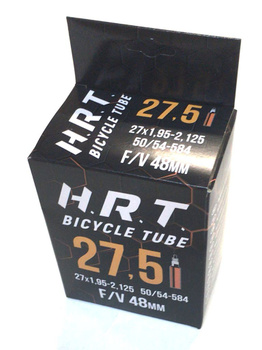 H.R.T.
BICYCLE TUBE
27,5
27x1,95-2,125
50/54-584
F/V 48MM
H.R.T.
BICYCLE TUBE
27,5
27x1,95-2,125 50/54-584
F/V 48MM